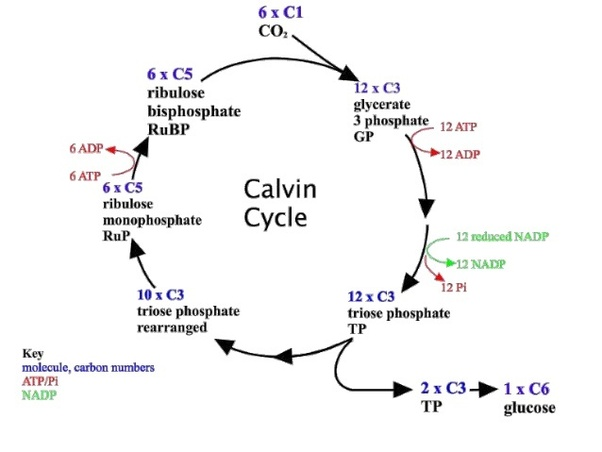 6 x C1
CO2
6 x C5
ribulose
bisphosphate
RuBP
12 x C3
glycerate
3 phosphate
GP
12 ATP
12 ADP
6 ADP
6 ATP
6 x C5
ribulose
monophosphate
RuP
Calvin
Cycle
12 reduced NADP
12 NADP
12 Pi
10 x C3
triose phosphate
rearranged
12 x C3
triose phosphate
TP
Key
molecule, carbon numbers
ATP/Pi
NADP
2 x C3
TP
1 x C6
glucose